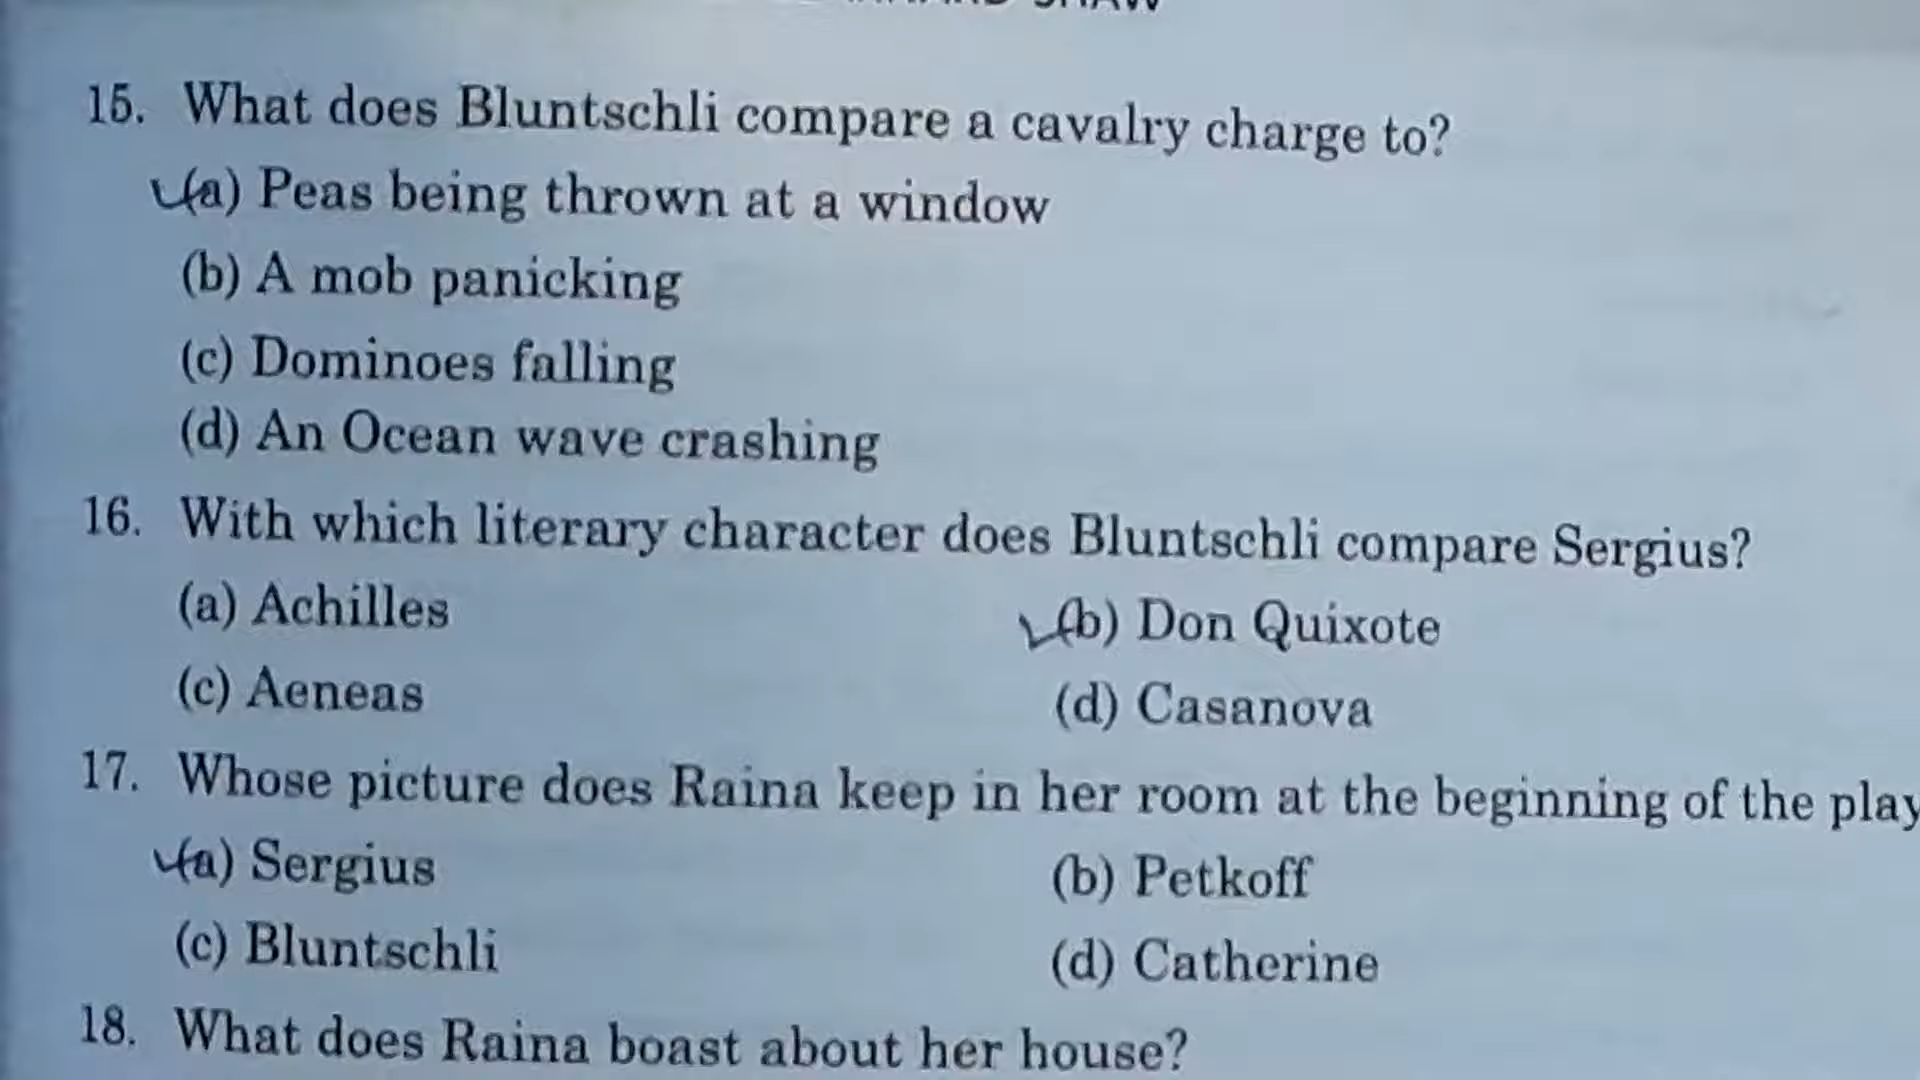 SHAW
15. What does Bluntschli compare a cavalry charge to?
(a) Peas being thrown at a window
(b) A mob panicking
(c) Dominoes falling
(d) An Ocean wave crashing
16. With which literary character does Bluntschli compare Sergius?
(a) Achilles (b) Don Quixote
(c) Aeneas (d) Casanova
17. Whose picture does Raina keep in her room at the beginning of the play
(a) Sergius (b) Petkoff
(c) Bluntschli (d) Catherine
18. What does Raina boast about her house?